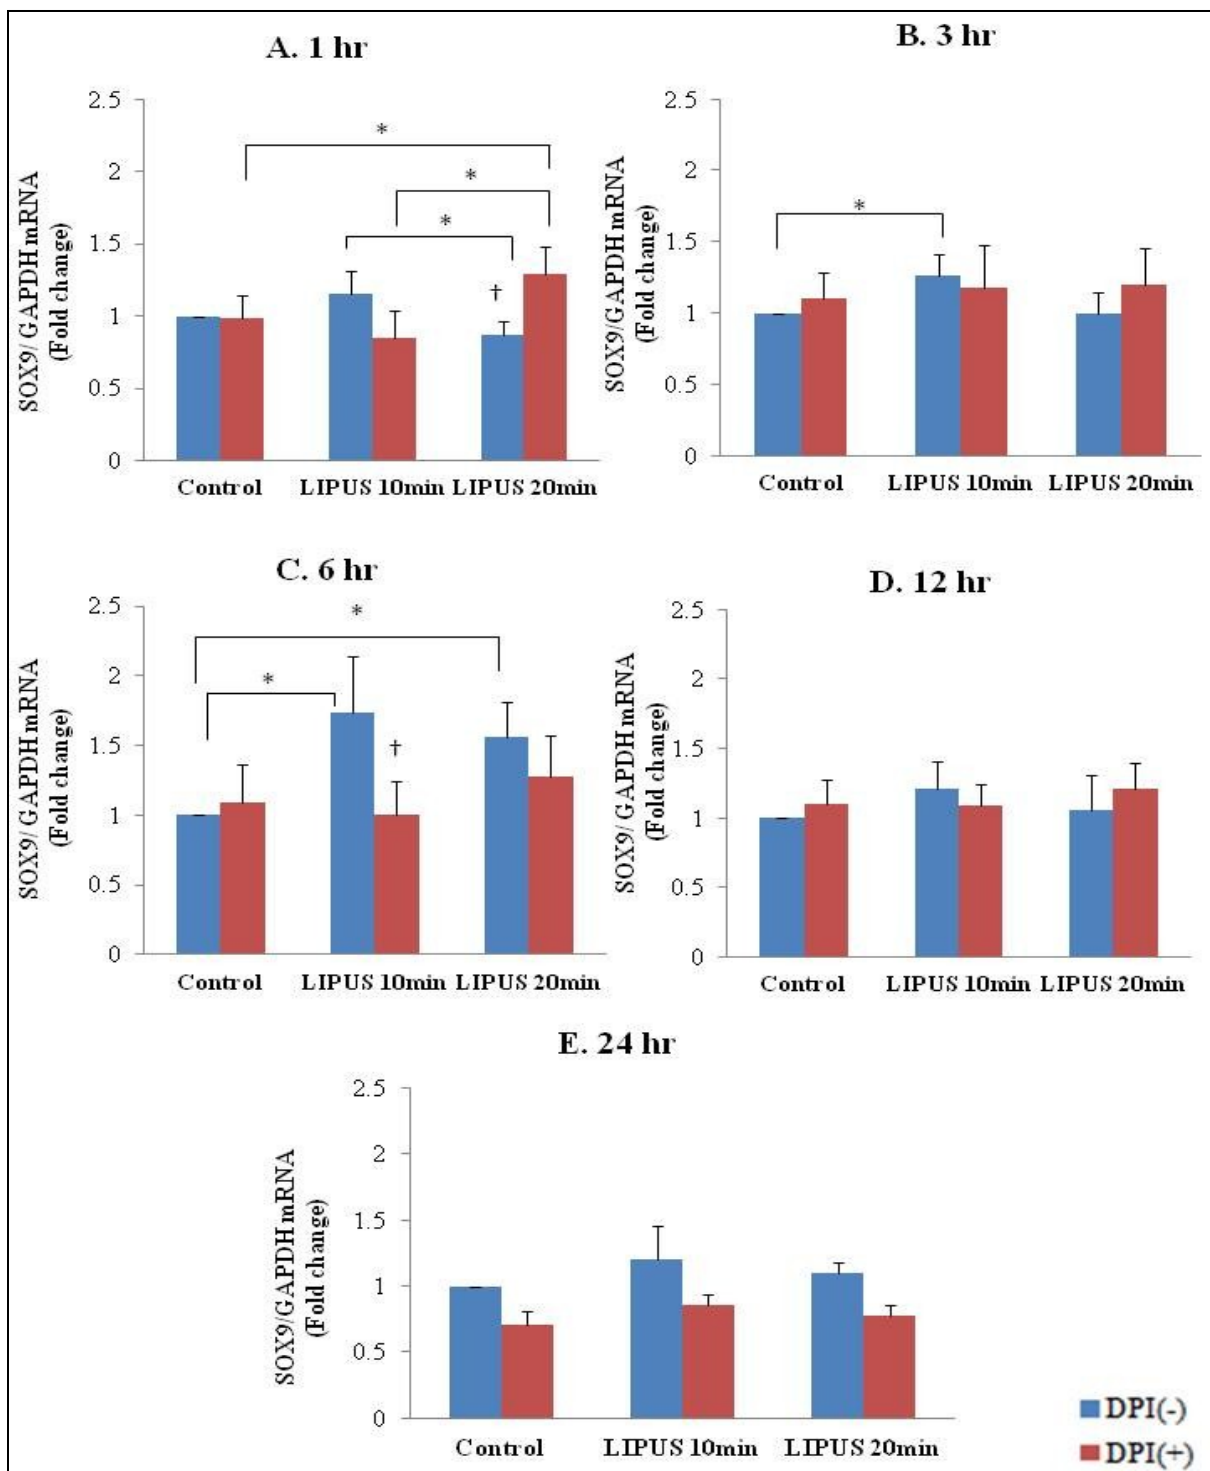 A. 1 hr
SOX9/ GAPDH mRNA
(Fold change)
2.5
2
1.5
1
0.5
0
*
*
*
†
Control LIPUS 10min LIPUS 20min
B. 3 hr
SOX9/GAPDH mRNA
(Fold change)
2.5
2
1.5
1
0.5
0
*
Control LIPUS 10min LIPUS 20min
C. 6 hr
SOX9/ GAPDH mRNA
(Fold change)
2.5
2
1.5
1
0.5
0
*
*
†
Control LIPUS 10min LIPUS 20min
D. 12 hr
SOX9/ GAPDH mRNA
(Fold change)
2.5
2
1.5
1
0.5
0
Control LIPUS 10min LIPUS 20min
E. 24 hr
SOX9/GAPDH mRNA
(Fold change)
2.5
2
1.5
1
0.5
0
Control LIPUS 10min LIPUS 20min
DPI(-)
DPI(+)